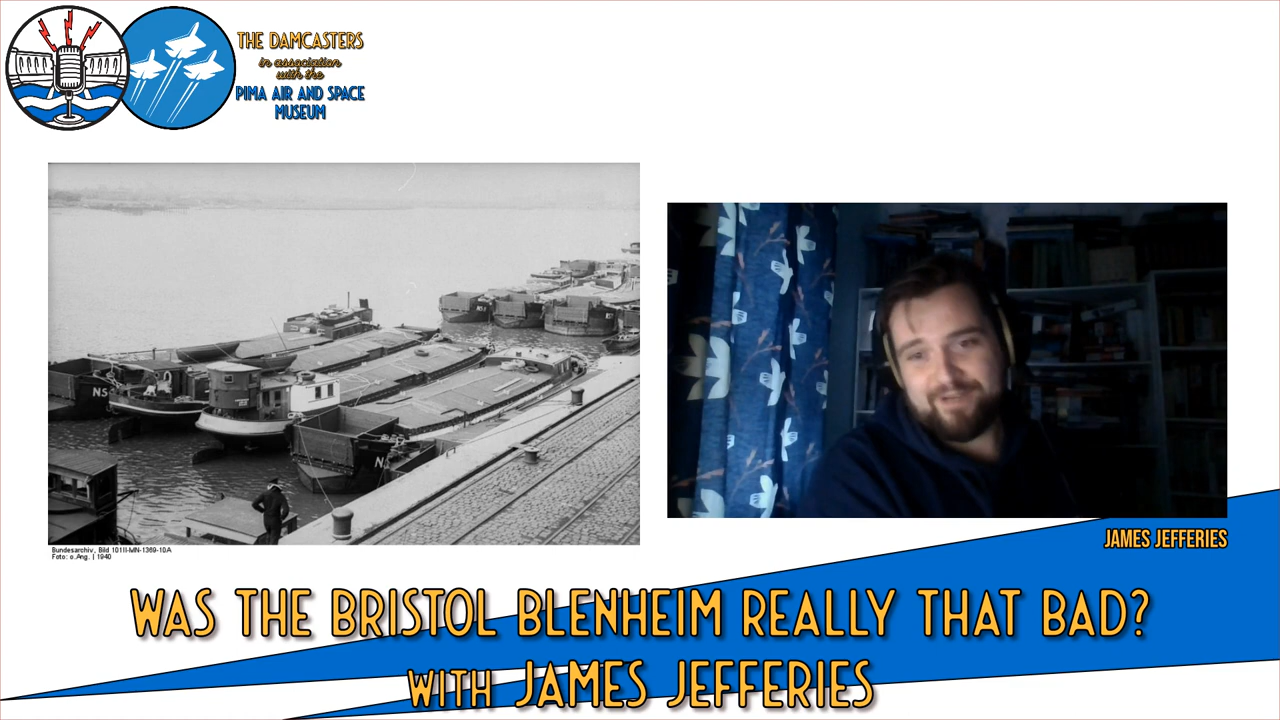 THE DAMCASTERS
in association
with the
PIMA AIR AND SPACE
MUSEUM
NS
N
Bundesarchiv, Bild 101II-MN-1369-10A
Foto: o.Ang. | 1940
JAMES JEFFERIES
WAS THE BRISTOL BLENHEIM REALLY THAT BAD?
WITH JAMES JEFFERIES